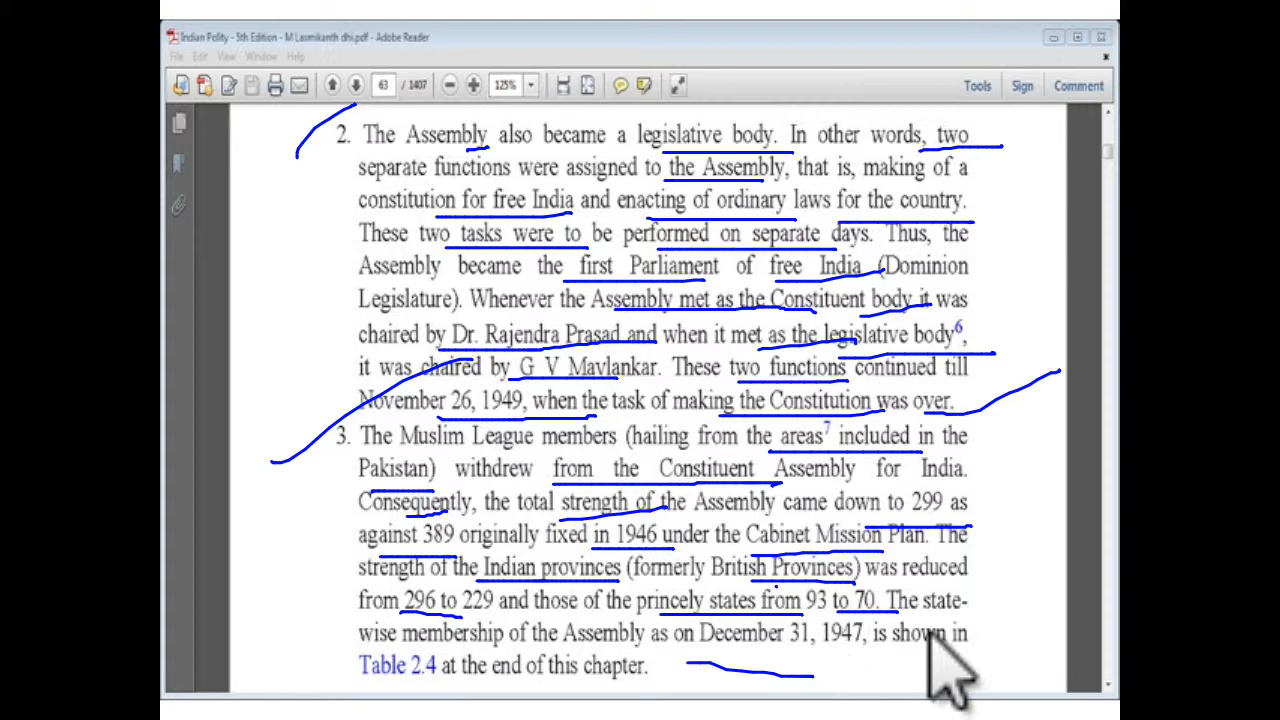 Indian Polity - 5th Edition - M Laxmikanth dhi.pdf - Adobe Reader
File Edit View Window Help
63 / 1407 125% Tools Sign Comment
2. The Assembly also became a legislative body. In other words, two
separate functions were assigned to the Assembly, that is, making of a
constitution for free India and enacting of ordinary laws for the country.
These two tasks were to be performed on separate days. Thus, the
Assembly became the first Parliament of free India (Dominion
Legislature). Whenever the Assembly met as the Constituent body it was
chaired by Dr. Rajendra Prasad and when it met as the legislative body6,
it was chaired by G V Mavlankar. These two functions continued till
November 26, 1949, when the task of making the Constitution was over.
3. The Muslim League members (hailing from the areas7 included in the
Pakistan) withdrew from the Constituent Assembly for India.
Consequently, the total strength of the Assembly came down to 299 as
against 389 originally fixed in 1946 under the Cabinet Mission Plan. The
strength of the Indian provinces (formerly British Provinces) was reduced
from 296 to 229 and those of the princely states from 93 to 70. The state-
wise membership of the Assembly as on December 31, 1947, is shown in
Table 2.4 at the end of this chapter.